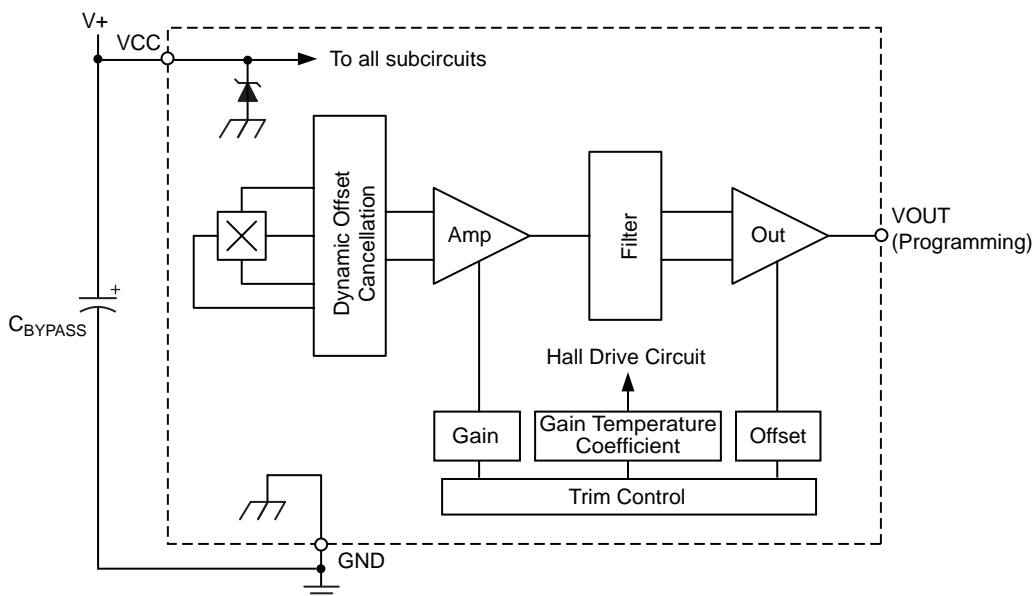 V+
VCC
To all subcircuits
Dynamic Offset
Cancellation
Amp
Filter
Out
VOUT
(Programming)
+
CBYPASS
Hall Drive Circuit
Gain
Gain Temperature
Coefficient
Offset
Trim Control
GND